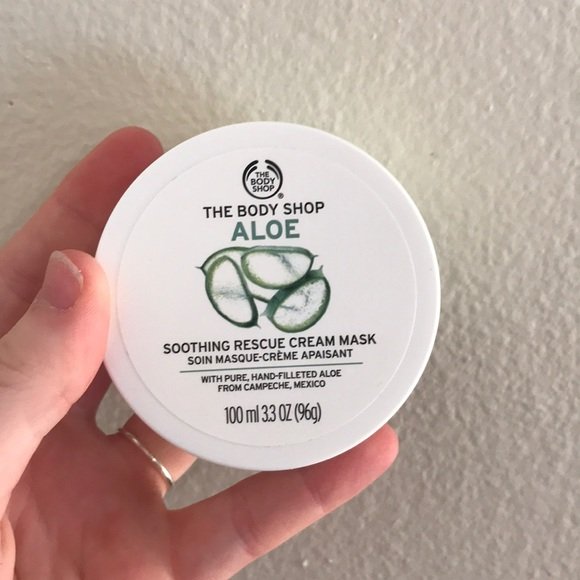 THE
BODY
SHOP
®
THE BODY SHOP
ALOE
SOOTHING RESCUE CREAM MASK
SOIN MASQUE-CRÈME APAISANT
WITH PURE, HAND-FILLETED ALOE
FROM CAMPECHE, MEXICO
100 ml 3.3 OZ (96g)